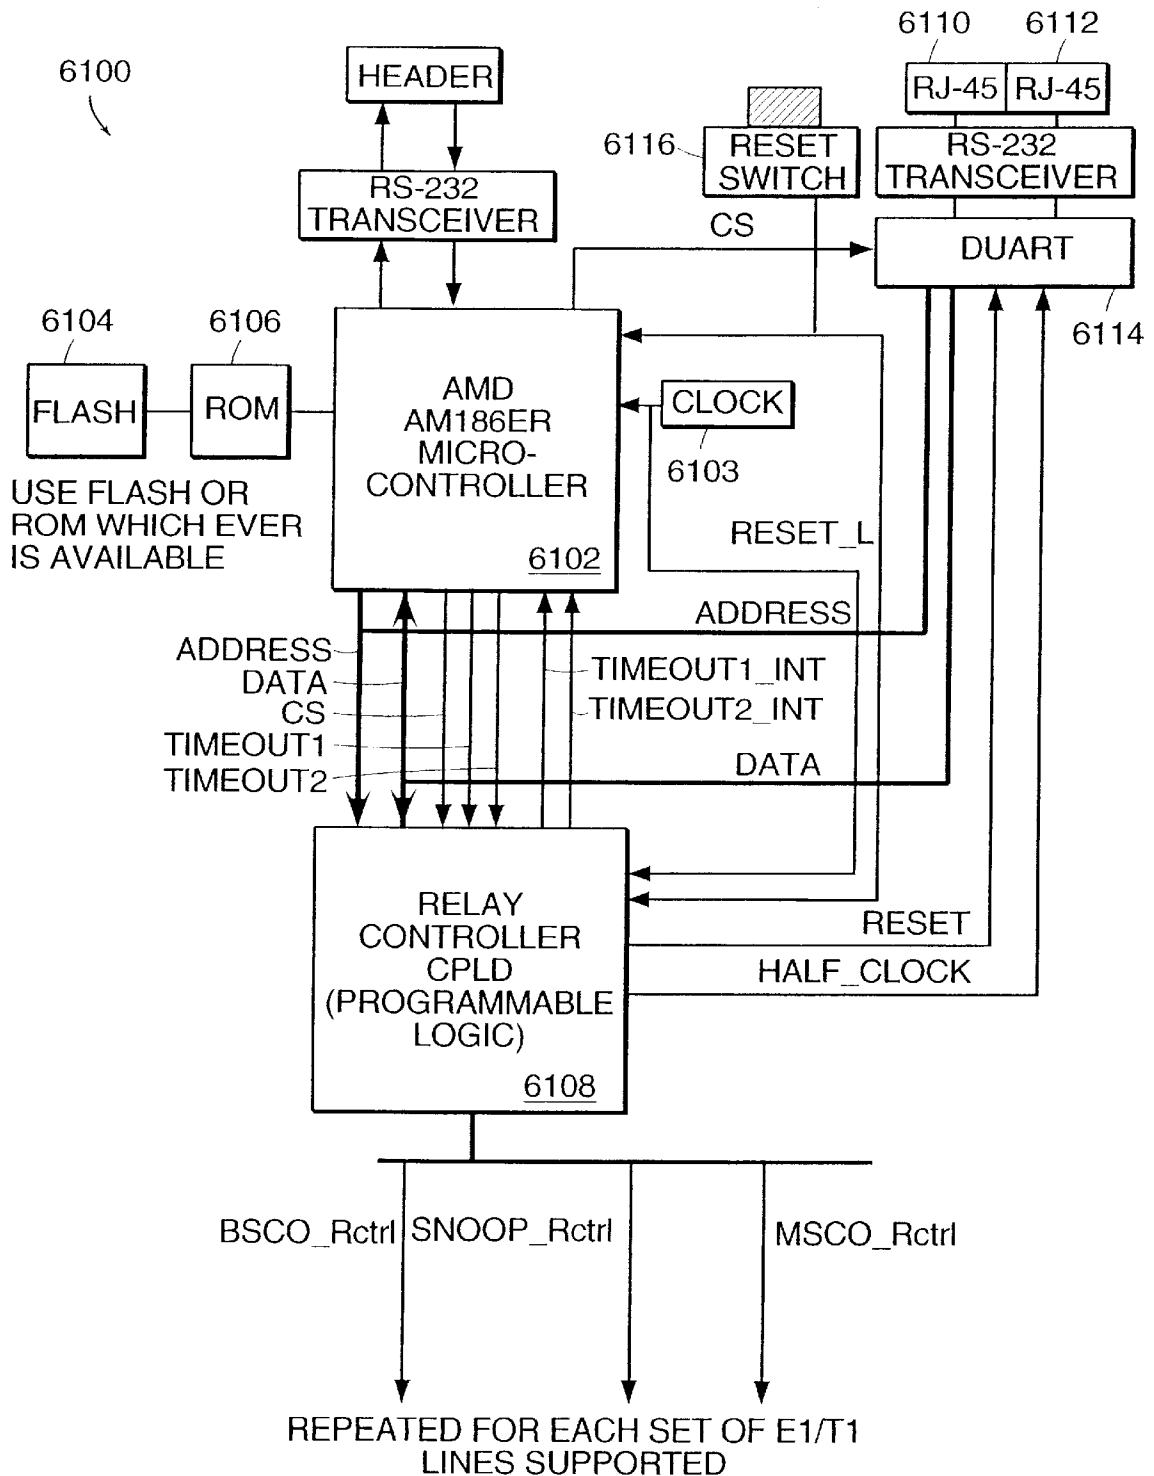 6110
6112
6100
HEADER
RJ-45
RJ-45
6116
RESET
SWITCH
RS-232
TRANSCEIVER
RS-232
TRANSCEIVER
CS
DUART
6114
6104
6106
FLASH
ROM
AMD
AM186ER
MICRO-
CONTROLLER
6102
CLOCK
6103
USE FLASH OR
ROM WHICH EVER
IS AVAILABLE
RESET_L
ADDRESS
ADDRESS
DATA
CS
TIMEOUT1
TIMEOUT2
TIMEOUT1_INT
TIMEOUT2_INT
DATA
RELAY
CONTROLLER
CPLD
(PROGRAMMABLE
LOGIC)
6108
RESET
HALF_CLOCK
BSCO_Rctrl
SNOOP_Rctrl
MSCO_Rctrl
REPEATED FOR EACH SET OF E1/T1
LINES SUPPORTED